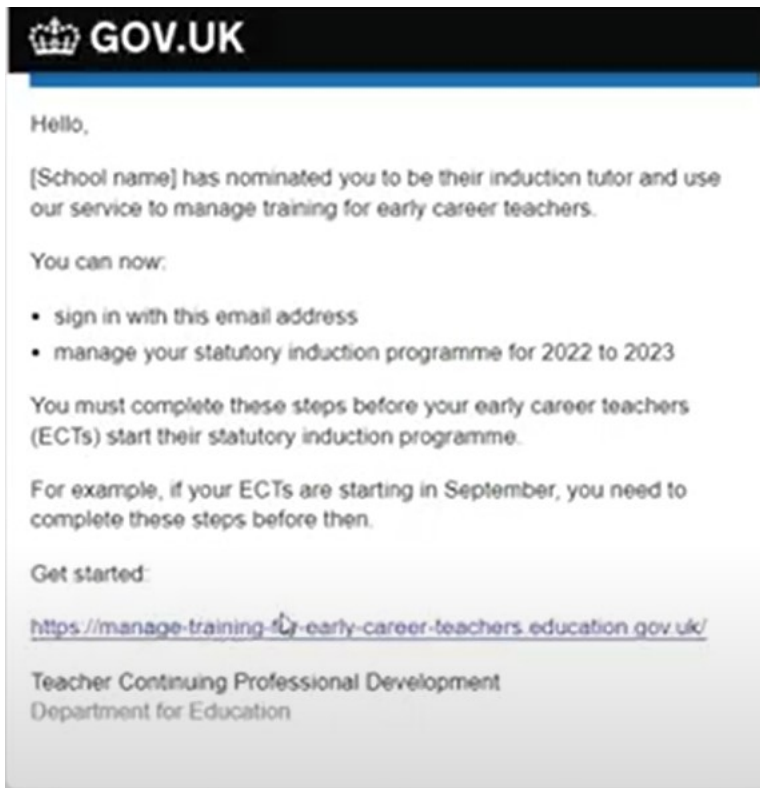 GOV.UK
Hello,
[School name] has nominated you to be their induction tutor and use
our service to manage training for early career teachers.
You can now:
• sign in with this email address
• manage your statutory induction programme for 2022 to 2023
You must complete these steps before your early career teachers
(ECTs) start their statutory induction programme.
For example, if your ECTs are starting in September, you need to
complete these steps before then.
Get started:
https://manage-training-for-early-career-teachers.education.gov.uk/
Teacher Continuing Professional Development
Department for Education